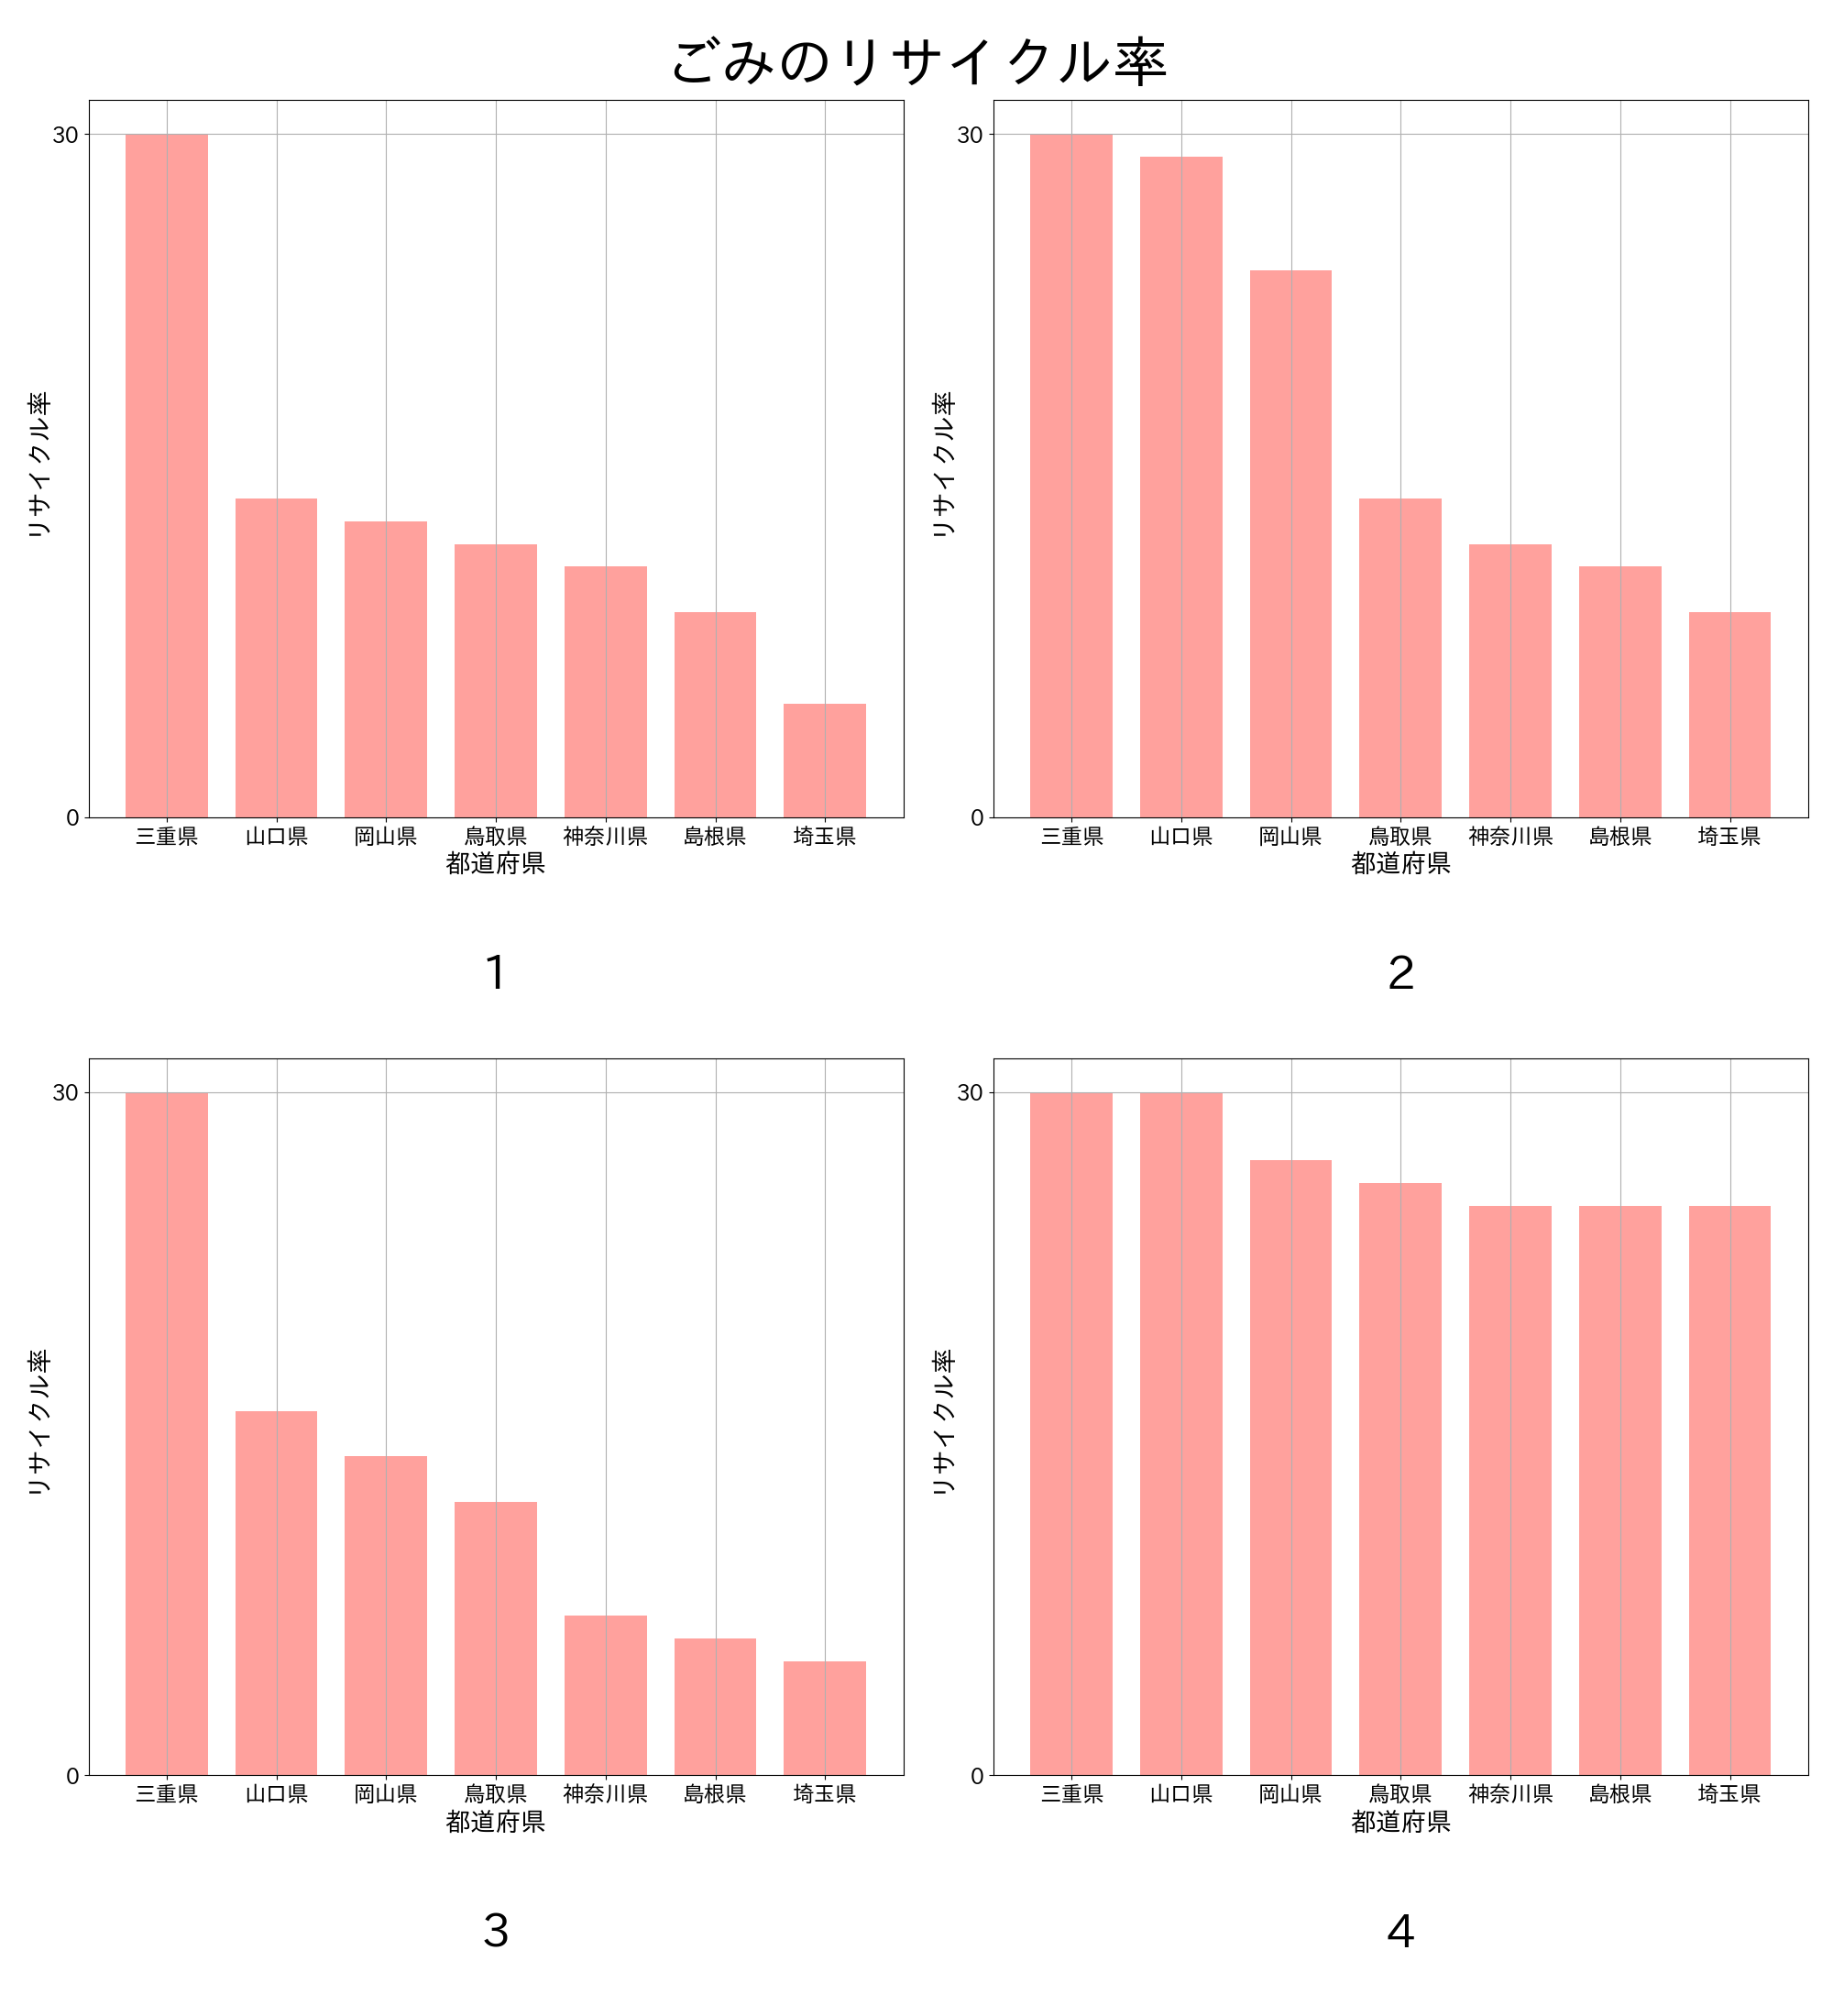 ごみのリサイクル率
30
0
リサイクル率
三重県 山口県 岡山県 鳥取県 神奈川県 島根県 埼玉県
都道府県
1
30
0
リサイクル率
三重県 山口県 岡山県 鳥取県 神奈川県 島根県 埼玉県
都道府県
2
30
0
リサイクル率
三重県 山口県 岡山県 鳥取県 神奈川県 島根県 埼玉県
都道府県
3
30
0
リサイクル率
三重県 山口県 岡山県 鳥取県 神奈川県 島根県 埼玉県
都道府県
4